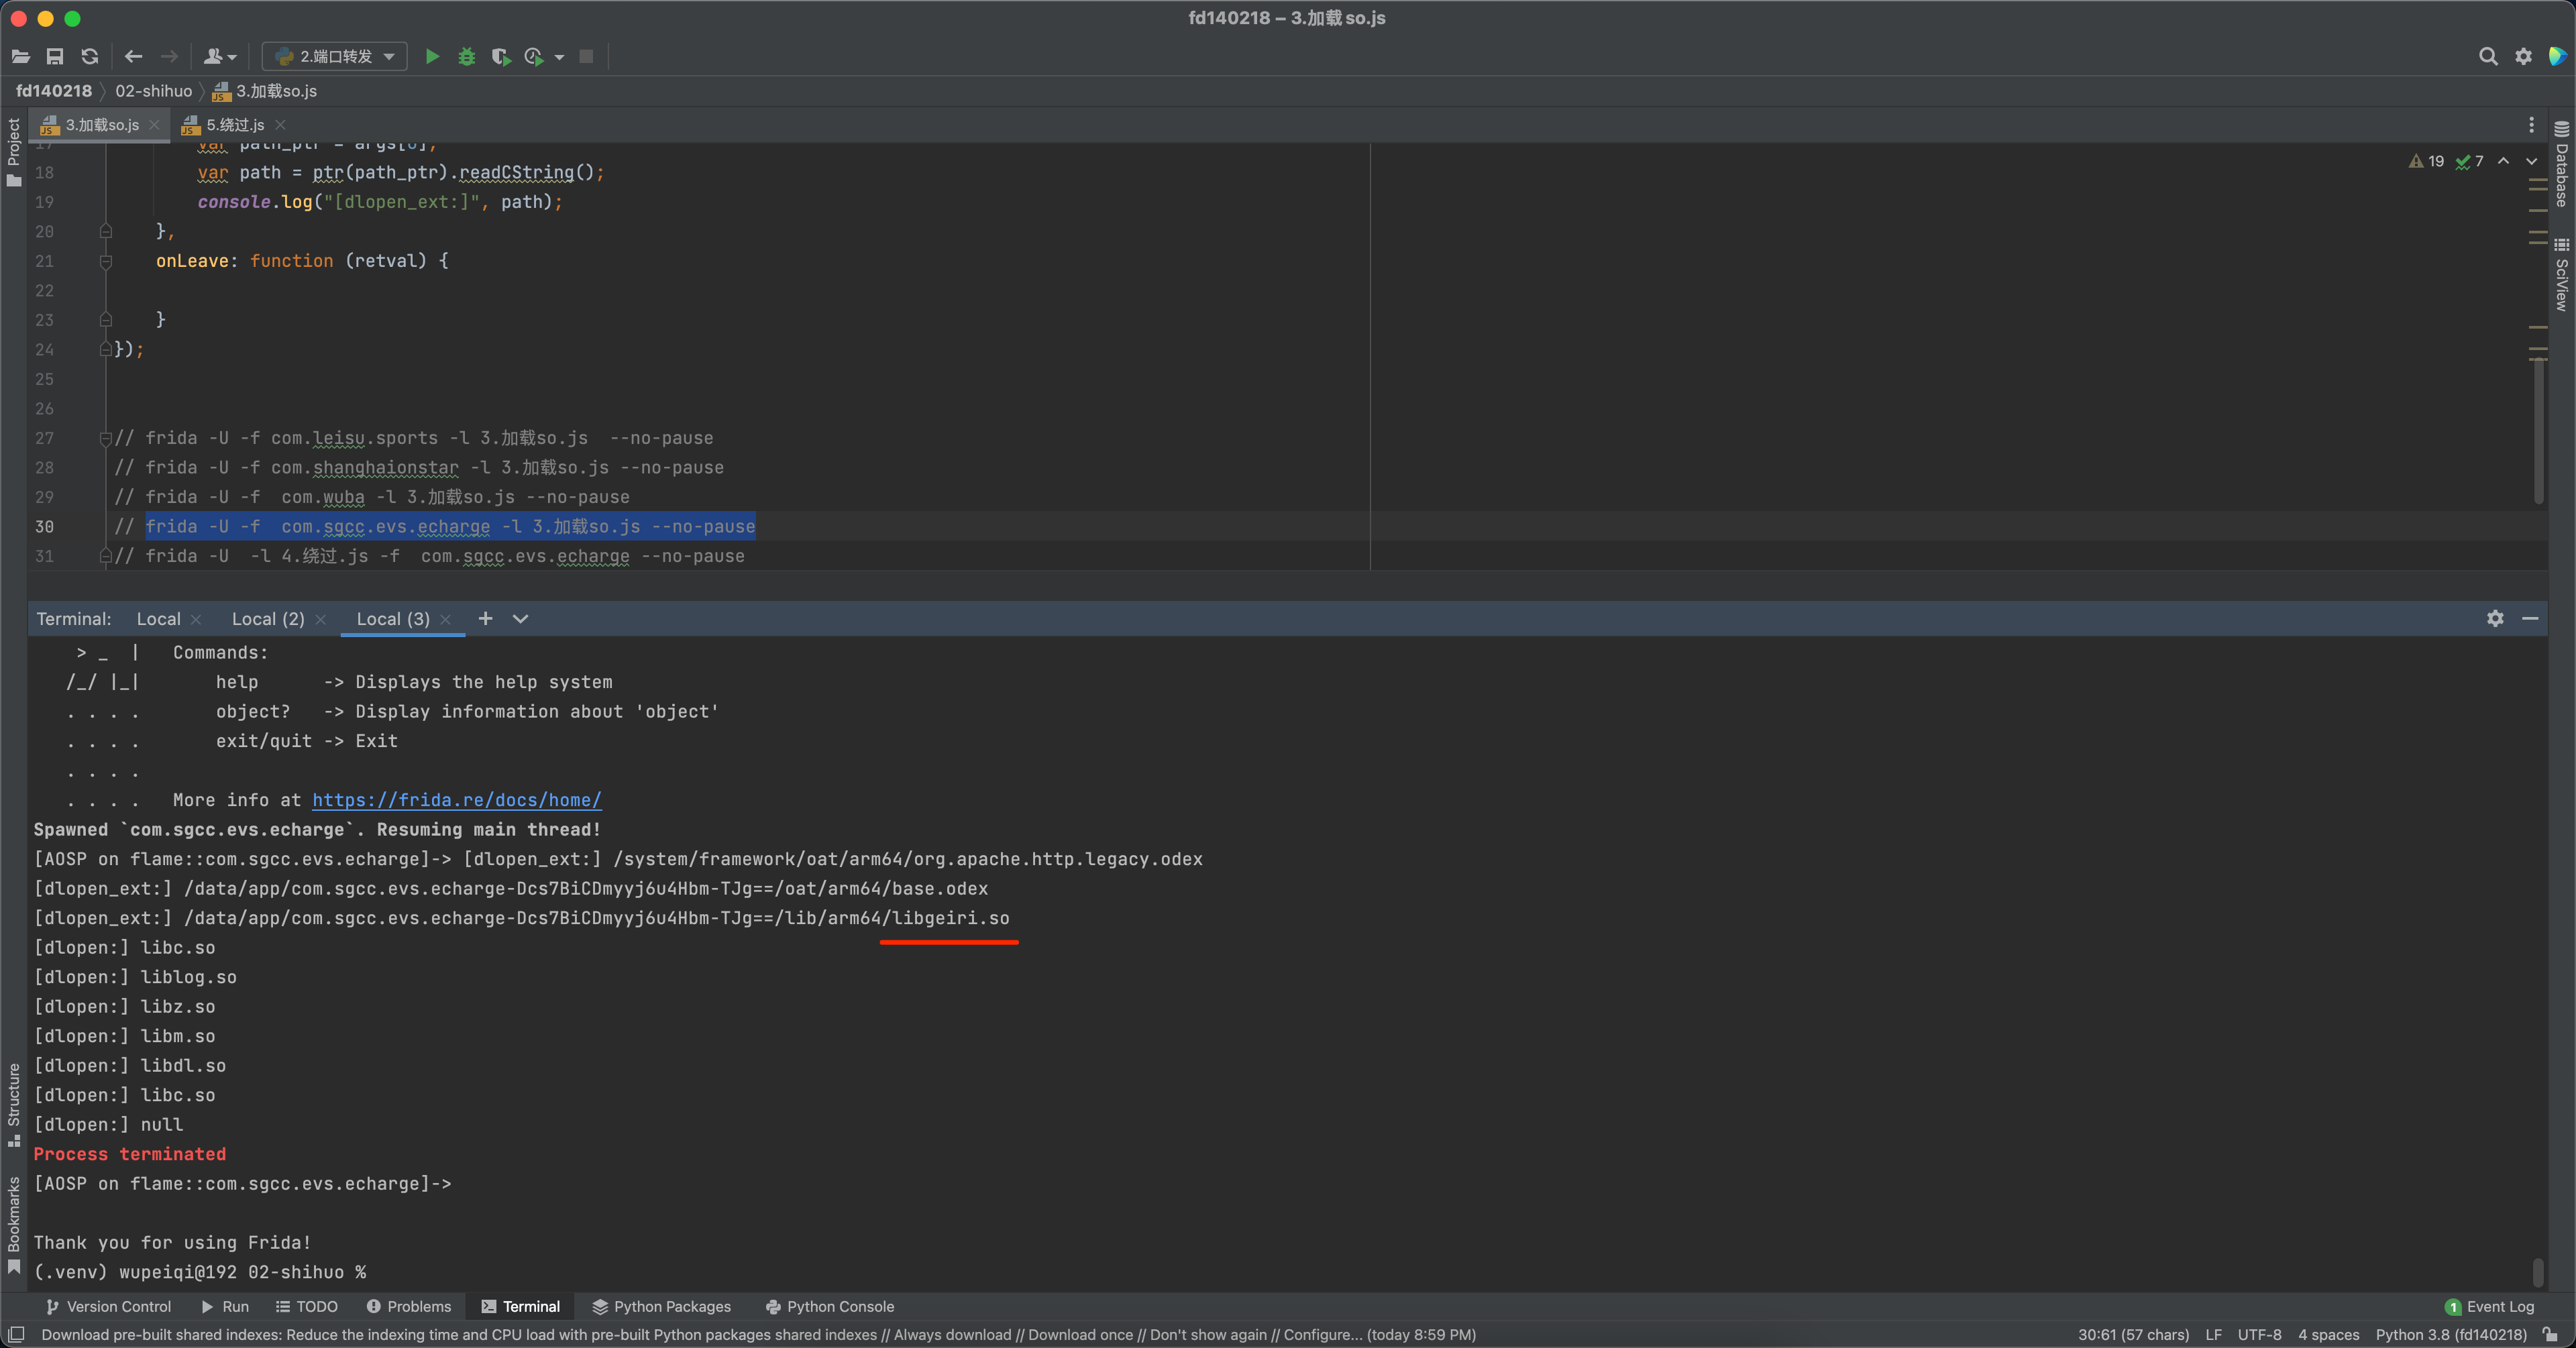 fd140218 – 3.加载so.js
2.端口转发
fd140218 02-shihuo 3.加载so.js
3.加载so.js 5.绕过.js
Project
Database
SciView
19 7
17 var path_ptr = args[0];
18 var path = ptr(path_ptr).readCString();
19 console.log("[dlopen_ext:]", path);
20 },
21 onLeave: function (retval) {
22
23 }
24 });
25
26
27 // frida -U -f com.leisu.sports -l 3.加载so.js  --no-pause
28 // frida -U -f com.shanghaionstar -l 3.加载so.js --no-pause
29 // frida -U -f  com.wuba -l 3.加载so.js --no-pause
30 // frida -U -f  com.sgcc.evs.echarge -l 3.加载so.js --no-pause
31 // frida -U  -l 4.绕过.js -f  com.sgcc.evs.echarge --no-pause
Terminal: Local Local (2) Local (3)
> _  |   Commands:
/_/ |_|       help      -> Displays the help system
. . . .       object?   -> Display information about 'object'
. . . .       exit/quit -> Exit
. . . .
. . . .   More info at https://frida.re/docs/home/
Spawned `com.sgcc.evs.echarge`. Resuming main thread!
[AOSP on flame::com.sgcc.evs.echarge]-> [dlopen_ext:] /system/framework/oat/arm64/org.apache.http.legacy.odex
[dlopen_ext:] /data/app/com.sgcc.evs.echarge-Dcs7BiCDmyyj6u4Hbm-TJg==/oat/arm64/base.odex
[dlopen_ext:] /data/app/com.sgcc.evs.echarge-Dcs7BiCDmyyj6u4Hbm-TJg==/lib/arm64/libgeiri.so
[dlopen:] libc.so
[dlopen:] liblog.so
[dlopen:] libz.so
[dlopen:] libm.so
[dlopen:] libdl.so
[dlopen:] libc.so
[dlopen:] null
Process terminated
[AOSP on flame::com.sgcc.evs.echarge]->
Thank you for using Frida!
(.venv) wupeiqi@192 02-shihuo %
Structure
Bookmarks
Version Control Run TODO Problems Terminal Python Packages Python Console 1 Event Log
Download pre-built shared indexes: Reduce the indexing time and CPU load with pre-built Python packages shared indexes // Always download // Download once // Don't show again // Configure... (today 8:59 PM) 30:61 (57 chars) LF UTF-8 4 spaces Python 3.8 (fd140218)